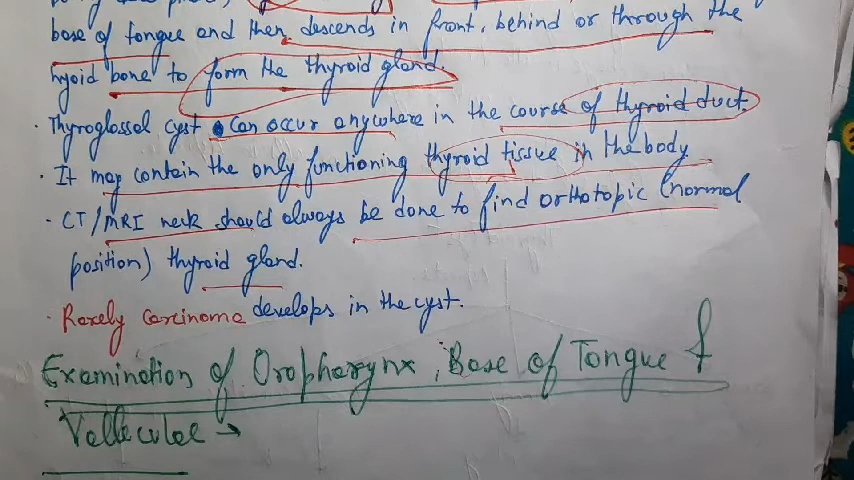 base of tongue and then descends in front, behind or through the
hyoid bone to form the thyroid gland.
· Thyroglossal cyst can occur anywhere in the course of thyroid duct.
· It may contain the only functioning thyroid tissue in the body
· CT/MRI neck should always be done to find orthotopic (normal
position) thyroid gland.
· Rarely carcinoma develops in the cyst.
Examination of Oropharynx, Base of Tongue &
Valleculae →